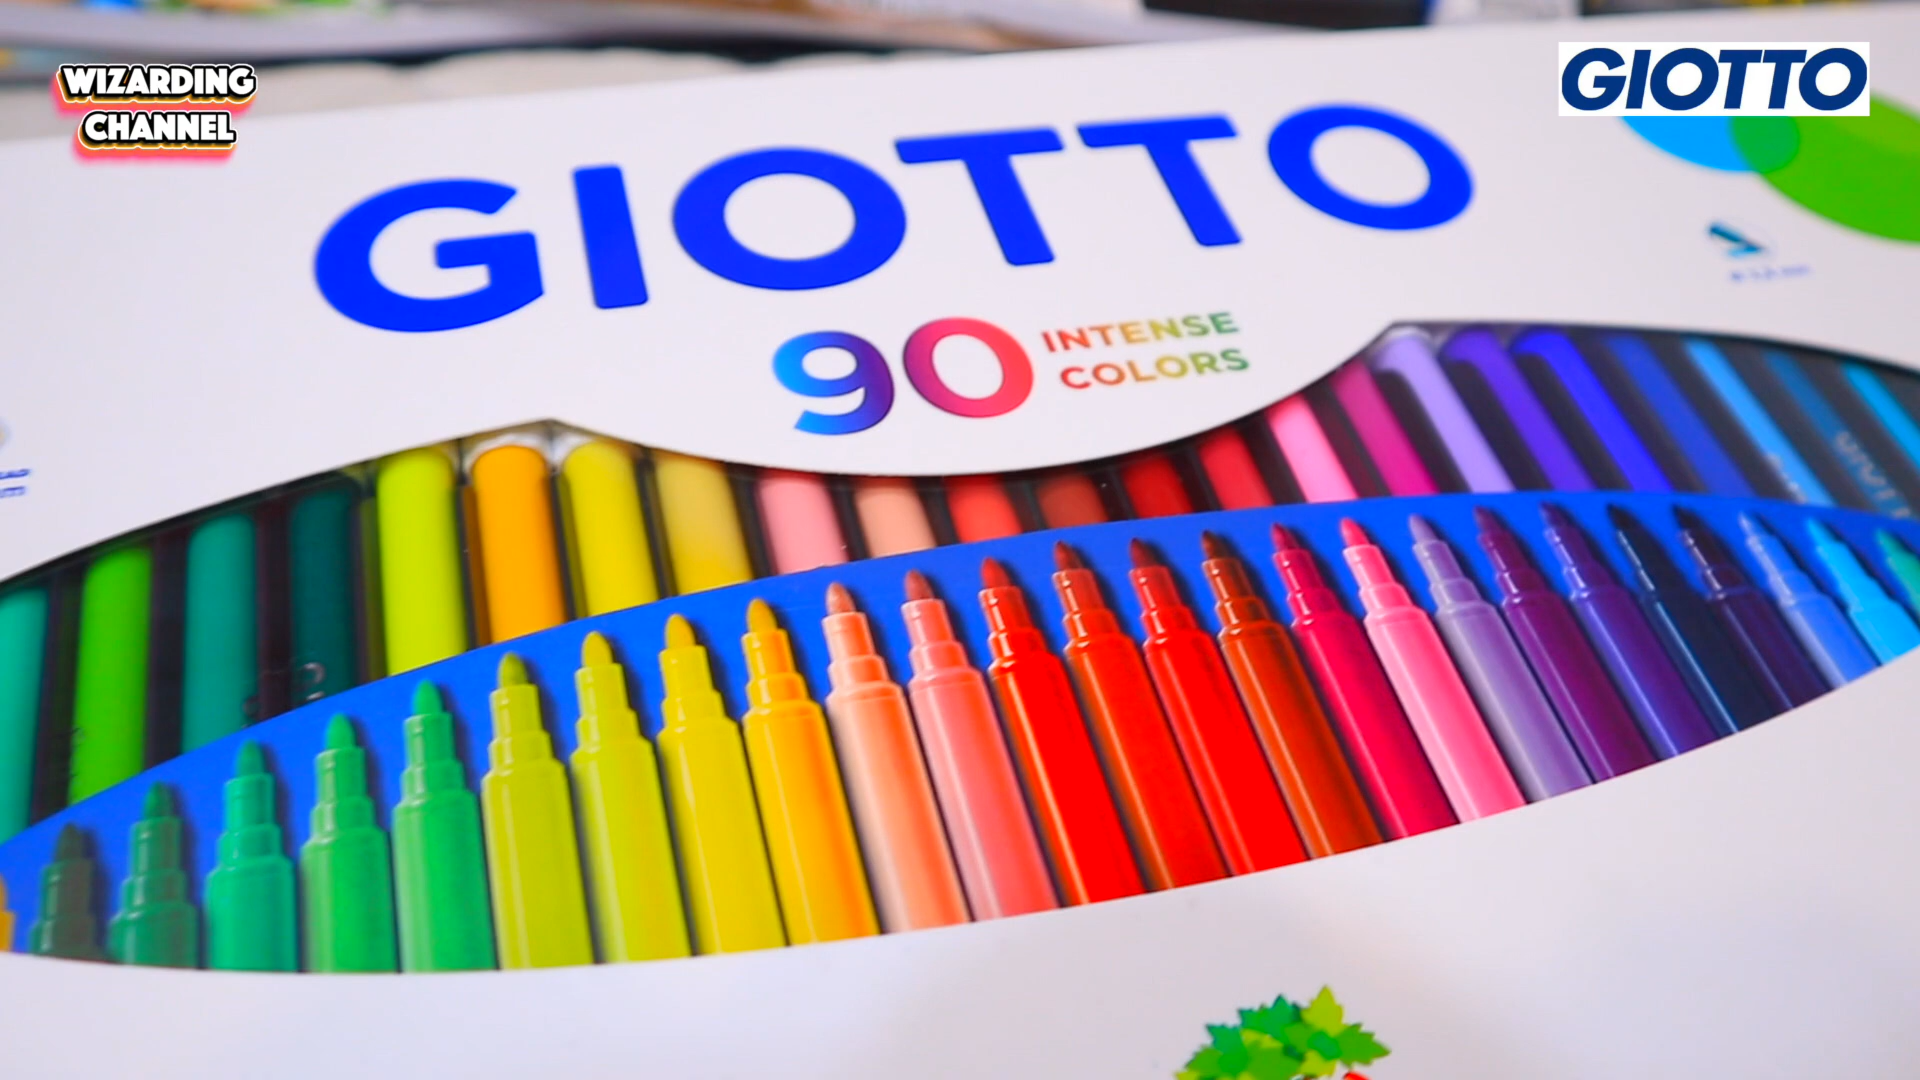 WIZARDING
CHANNEL
GIOTTO
GIOTTO
90 INTENSE
COLORS